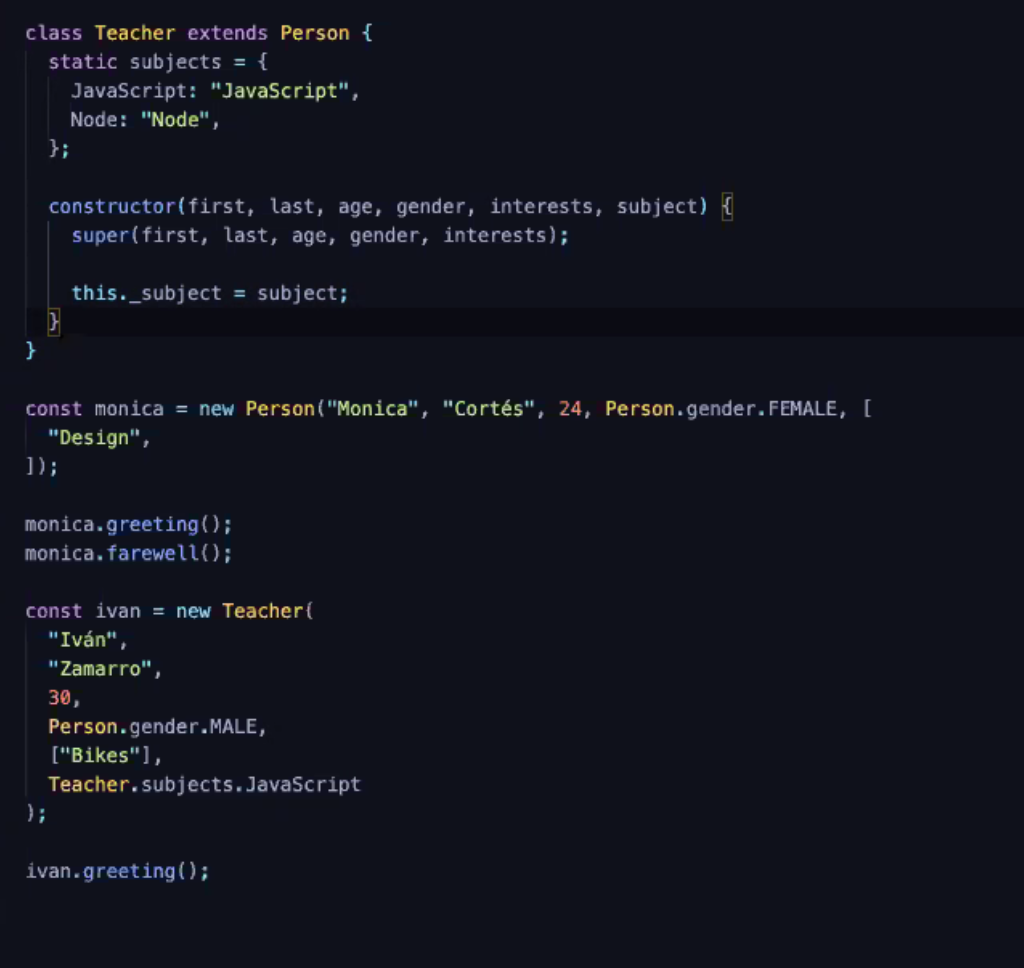 class Teacher extends Person {
  static subjects = {
    JavaScript: "JavaScript",
    Node: "Node",
  };

  constructor(first, last, age, gender, interests, subject) {
    super(first, last, age, gender, interests);

    this._subject = subject;
  }
}

const monica = new Person("Monica", "Cortés", 24, Person.gender.FEMALE, [
  "Design",
]);

monica.greeting();
monica.farewell();

const ivan = new Teacher(
  "Iván",
  "Zamarro",
  30,
  Person.gender.MALE,
  ["Bikes"],
  Teacher.subjects.JavaScript
);

ivan.greeting();